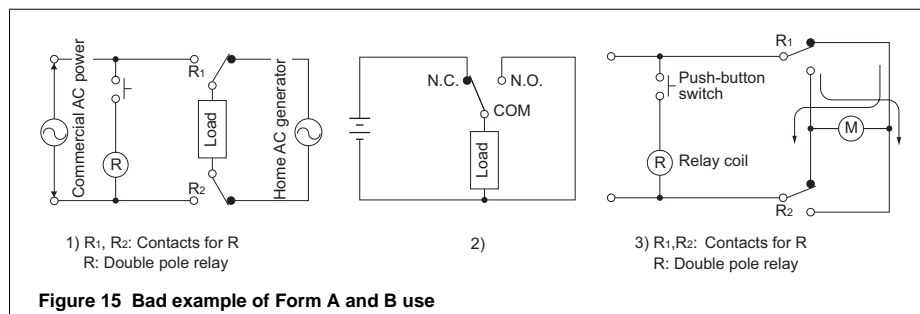 Commercial AC power
R
R1
R2
Load
Home AC generator
1) R1, R2: Contacts for R
R: Double pole relay
N.C.
N.O.
COM
Load
2)
Push-button
switch
R
Relay coil
R1
M
R2
3) R1,R2: Contacts for R
R: Double pole relay
Figure 15 Bad example of Form A and B use